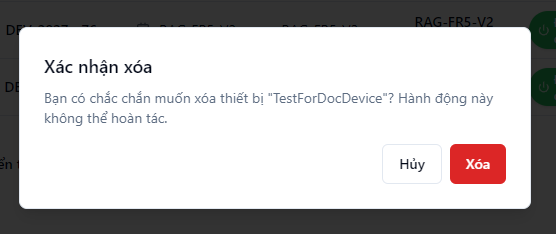 RAG-FR5-V2
Xác nhận xóa
Bạn có chắc chắn muốn xóa thiết bị "TestForDocDevice"? Hành động này
không thể hoàn tác.
Hủy
Xóa